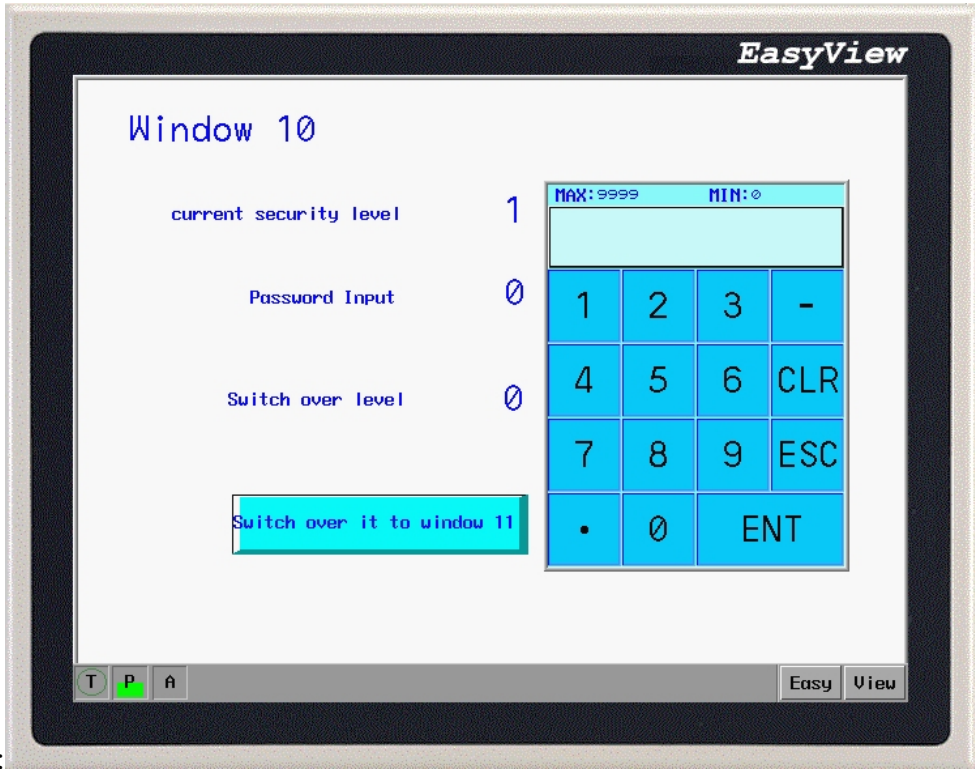 EasyView
Window 10
current security level 1
Password Input 0
Switch over level 0
Switch over it to window 11
MAX:9999 MIN:0
1 2 3 -
4 5 6 CLR
7 8 9 ESC
. 0 ENT
T P A
Easy View
: